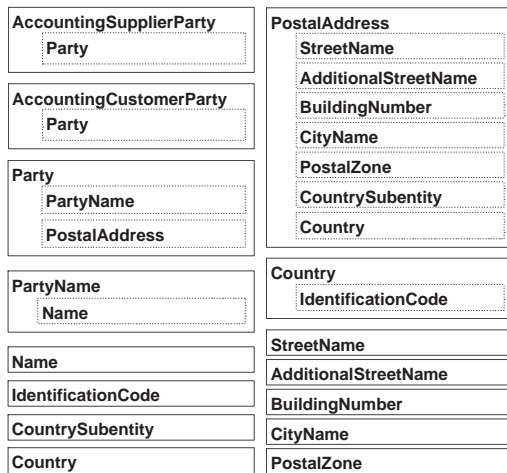 AccountingSupplierParty
Party
AccountingCustomerParty
Party
Party
PartyName
PostalAddress
PartyName
Name
Name
IdentificationCode
CountrySubentity
Country
PostalAddress
StreetName
AdditionalStreetName
BuildingNumber
CityName
PostalZone
CountrySubentity
Country
Country
IdentificationCode
StreetName
AdditionalStreetName
BuildingNumber
CityName
PostalZone